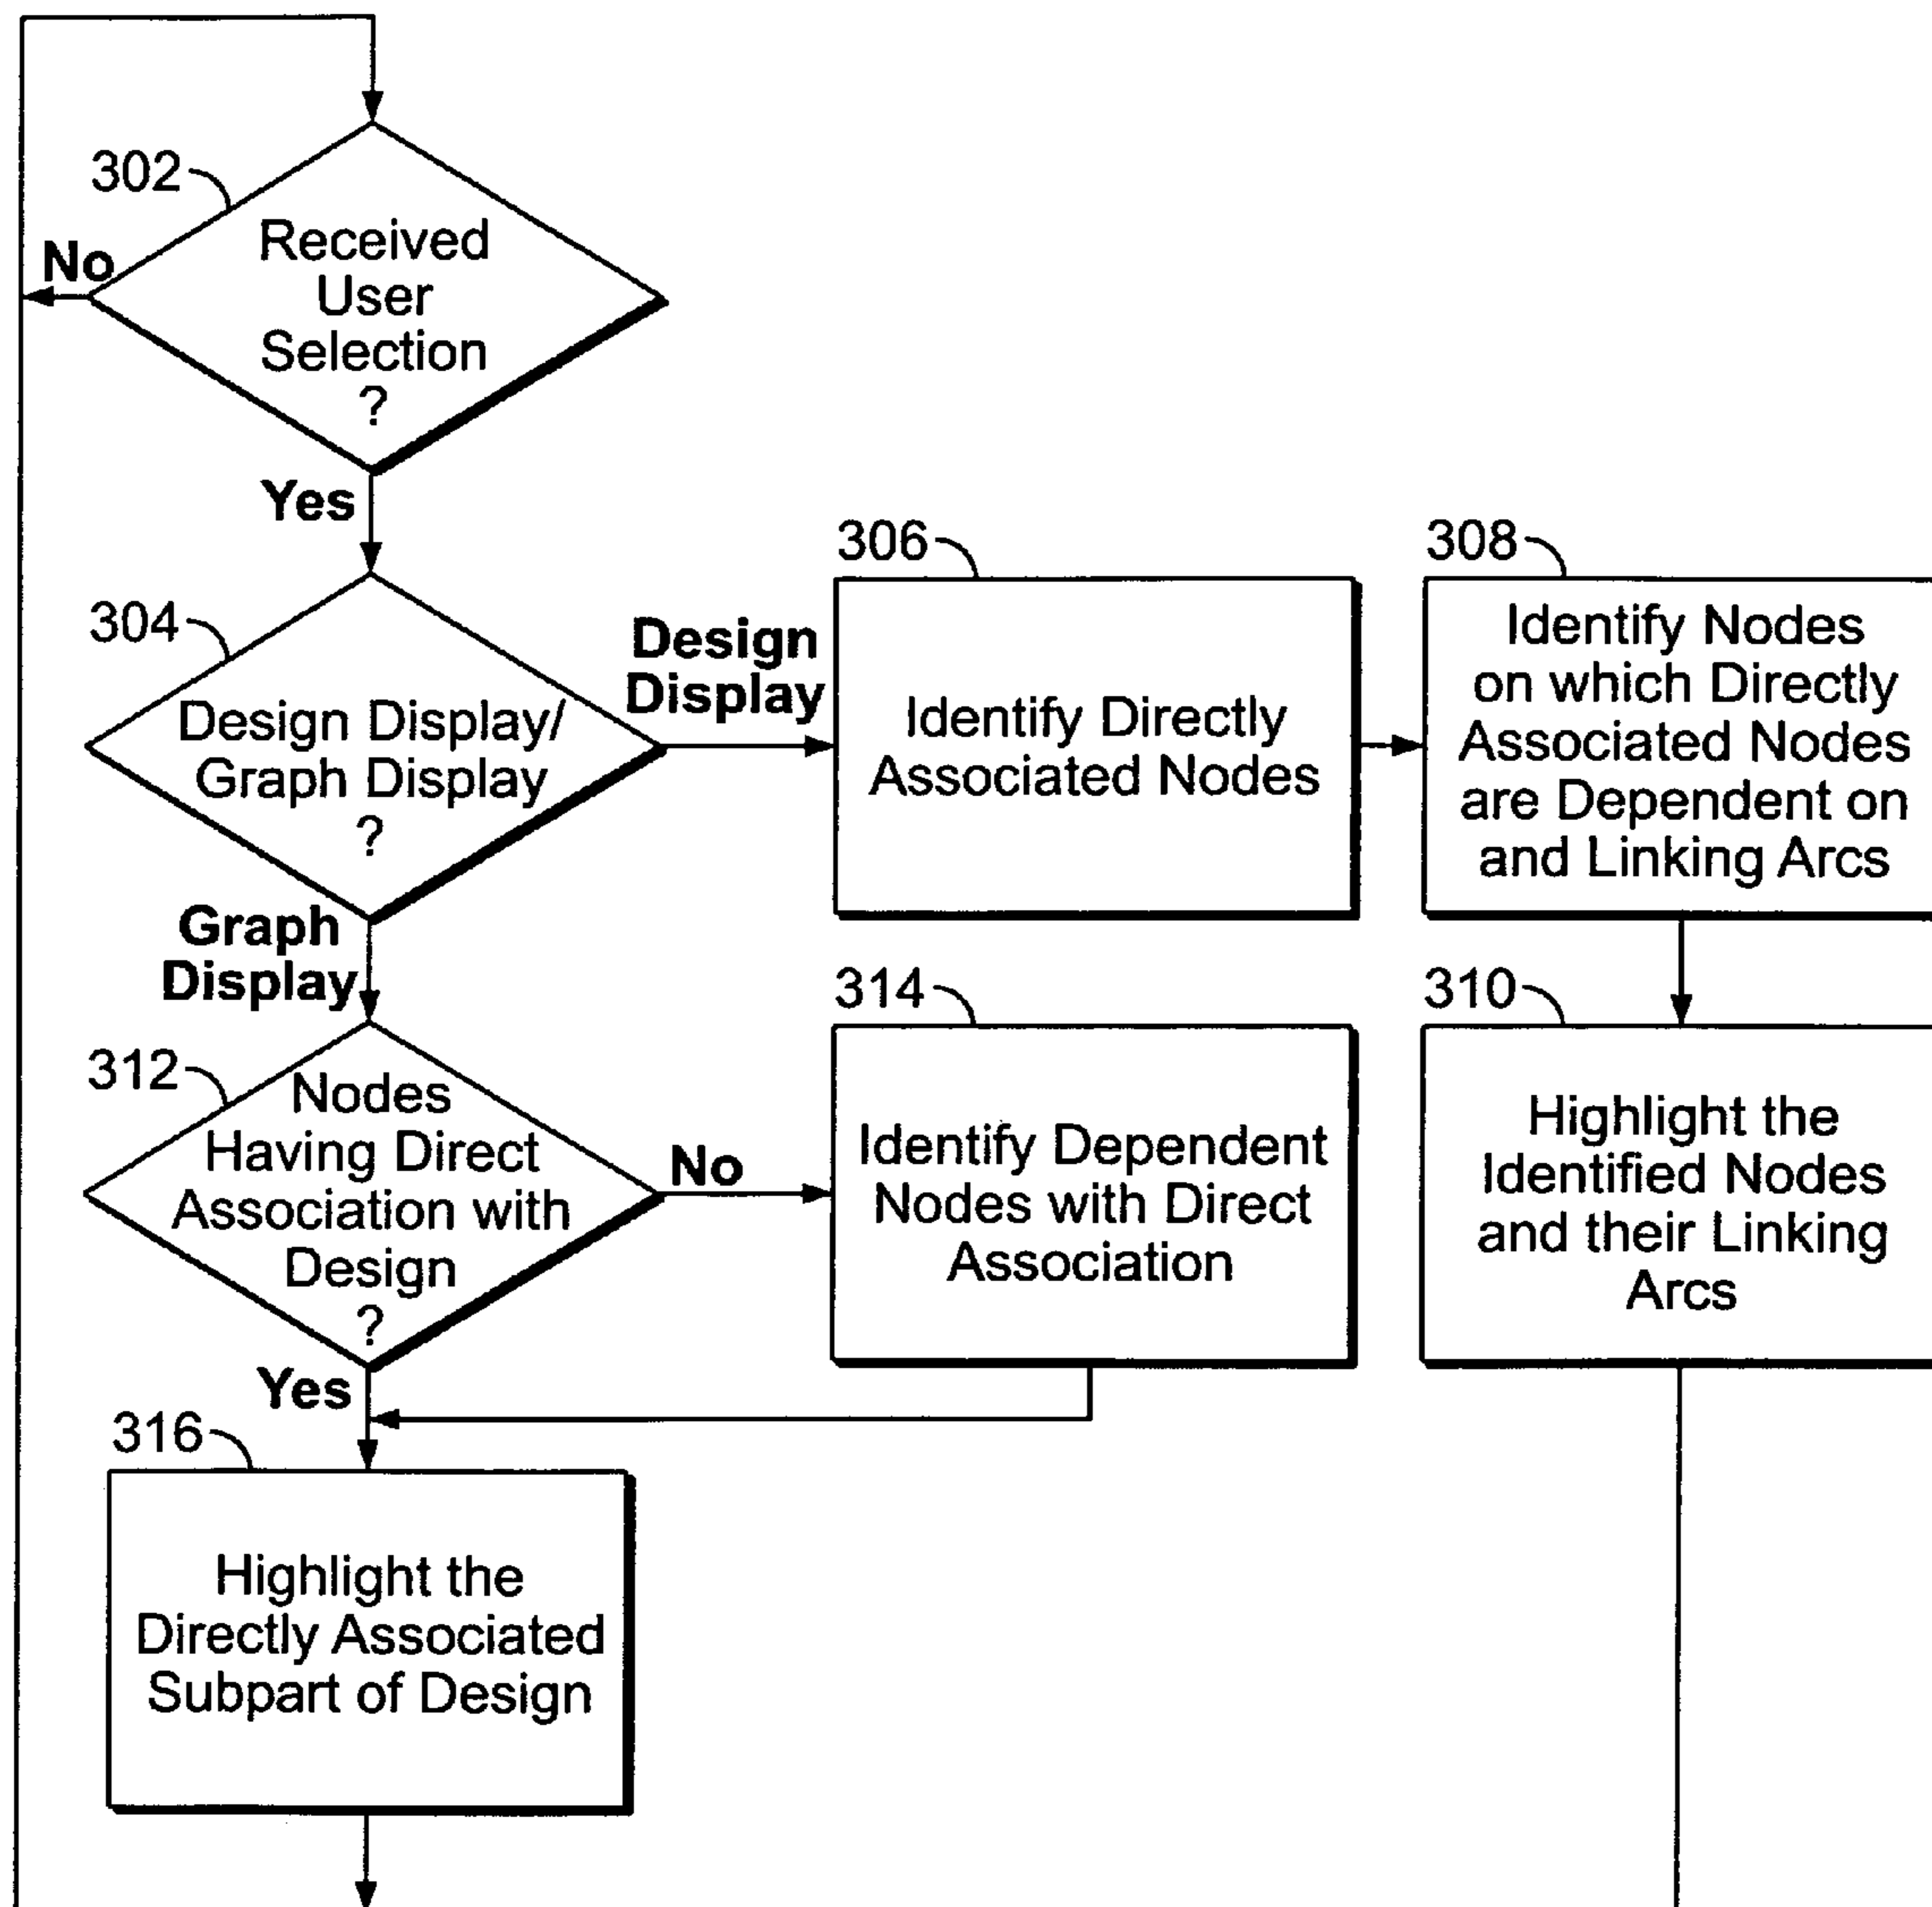 302
Received
User
Selection
?
No
Yes
304
Design Display/
Graph Display
?
Design
Display
Graph
Display
306
Identify Directly
Associated Nodes
308
Identify Nodes
on which Directly
Associated Nodes
are Dependent on
and Linking Arcs
310
Highlight the
Identified Nodes
and their Linking
Arcs
312
Nodes
Having Direct
Association with
Design
?
No
Yes
314
Identify Dependent
Nodes with Direct
Association
316
Highlight the
Directly Associated
Subpart of Design